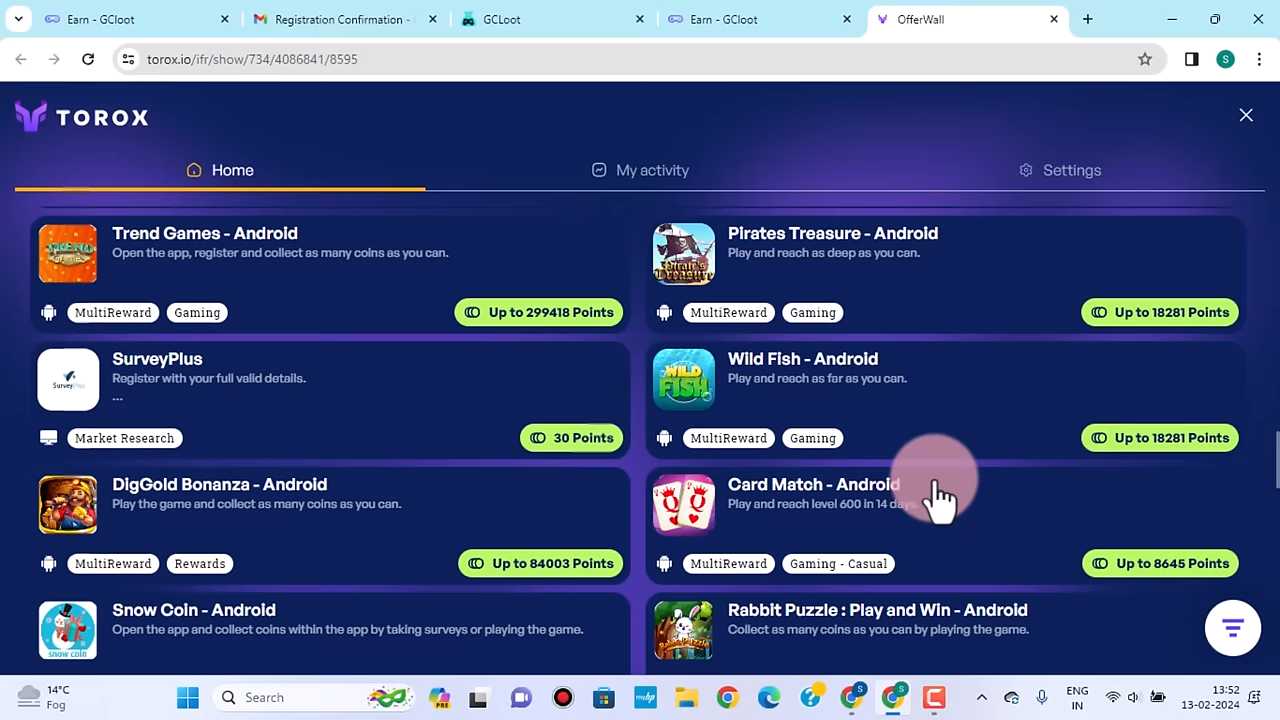 Earn - GCloot
Registration Confirmation -
GCLoot
Earn - GCloot
OfferWall
torox.io/ifr/show/734/4086841/8595
S
TOROX
Home
My activity
Settings
Trend Games - Android
Open the app, register and collect as many coins as you can.
MultiReward
Gaming
Up to 299418 Points
Pirates Treasure - Android
Play and reach as deep as you can.
MultiReward
Gaming
Up to 18281 Points
SurveyPlus
Register with your full valid details.
...
Market Research
30 Points
Wild Fish - Android
Play and reach as far as you can.
MultiReward
Gaming
Up to 18281 Points
DigGold Bonanza - Android
Play the game and collect as many coins as you can.
MultiReward
Rewards
Up to 84003 Points
Card Match - Android
Play and reach level 600 in 14 days.
MultiReward
Gaming - Casual
Up to 8645 Points
Snow Coin - Android
Open the app and collect coins within the app by taking surveys or playing the game.
Rabbit Puzzle : Play and Win - Android
Collect as many coins as you can by playing the game.
14°C
Fog
Search
PRE
myhp
S
S
ENG
IN
13:52
13-02-2024